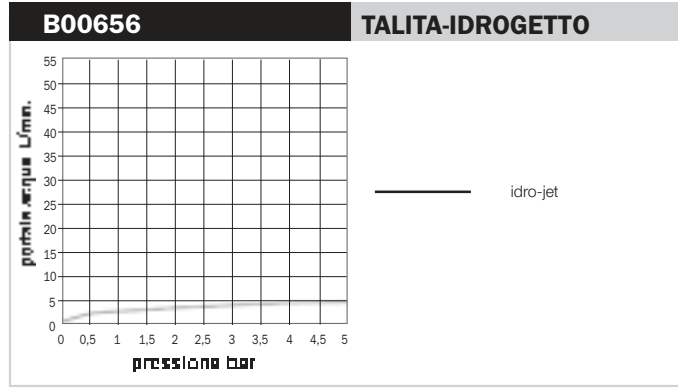 B00656
TALITA-IDROGETTO
55
50
45
40
35
30
25
20
15
10
5
0
portata acqua L/min.
0 0,5 1 1,5 2 2,5 3 3,5 4 4,5 5
pressione bar
idro-jet